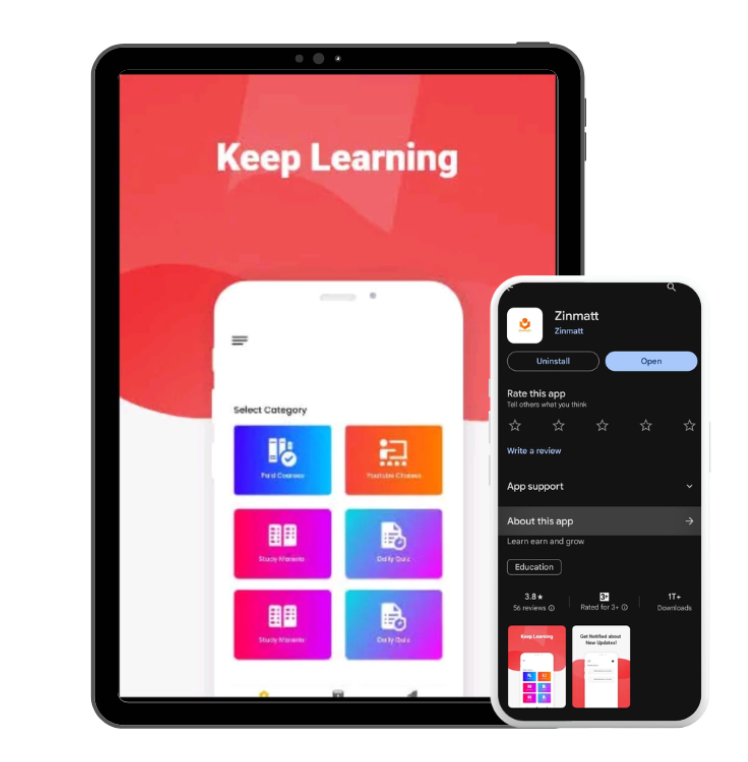 Keep Learning
Select Category
Paid Courses
Youtube Classes
Study Materials
Daily Quiz
Study Materials
Daily Quiz
Zinmatt
Zinmatt
Uninstall
Open
Rate this app
Tell others what you think
Write a review
App support
About this app
Learn earn and grow
Education
3.8★
56 reviews
3+
Rated for 3+
1T+
Downloads
Keep Learning
Get Notified about
New Updates!